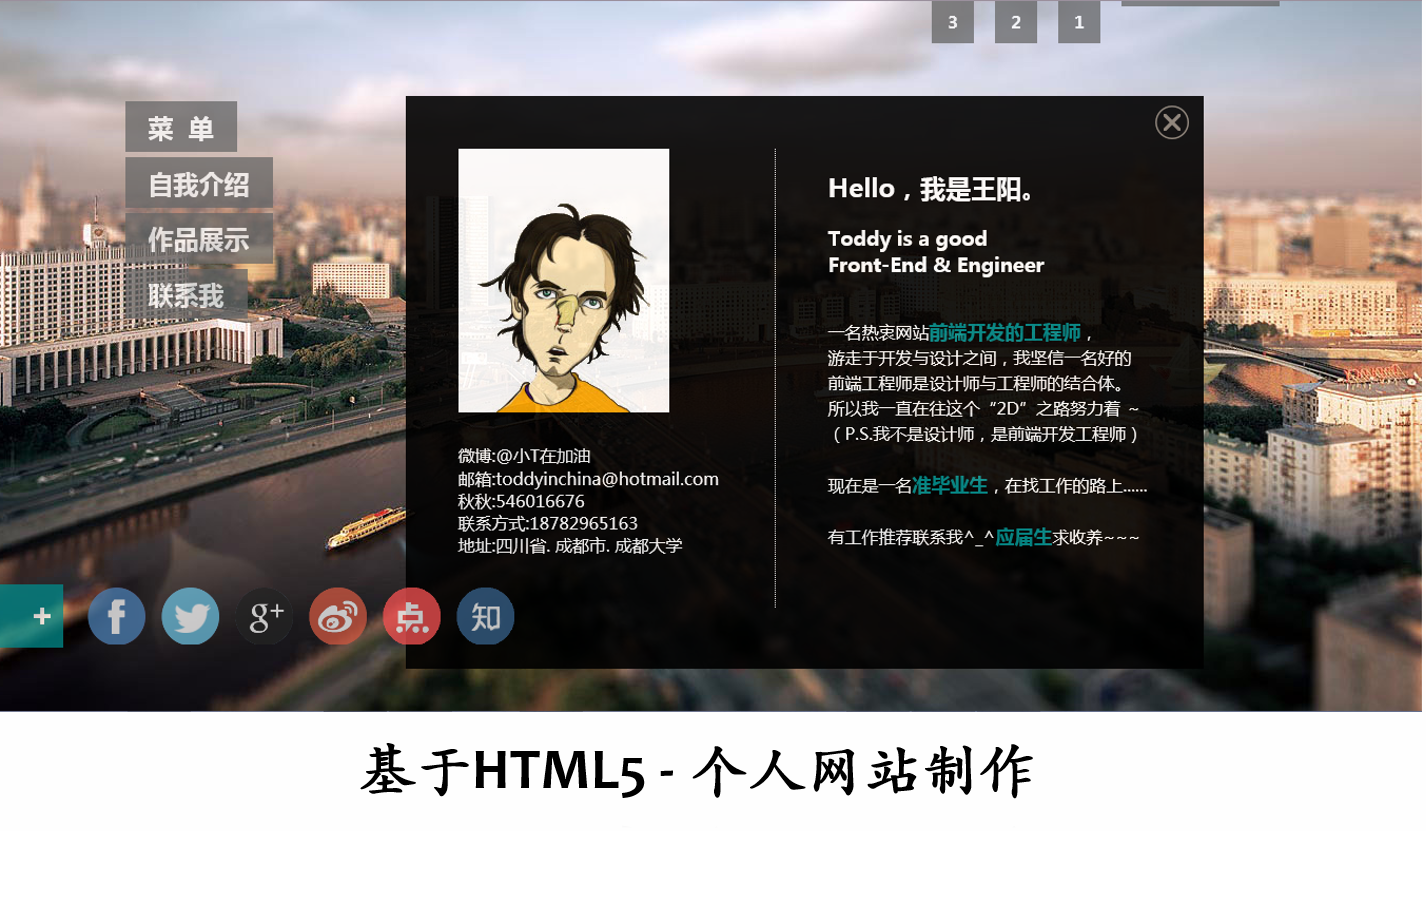 3 2 1
菜 单
自我介绍
作品展示
联系我
Hello，我是王阳。
Toddy is a good
Front-End & Engineer
一名热衷网站前端开发的工程师，
游走于开发与设计之间，我坚信一名好的
前端工程师是设计师与工程师的结合体。
所以我一直在往这个“2D”之路努力着 ~
（P.S.我不是设计师，是前端开发工程师）
现在是一名准毕业生，在找工作的路上......
有工作推荐联系我^_^应届生求收养~~~
微博:@小T在加油
邮箱:toddyinchina@hotmail.com
秋秋:546016676
联系方式:18782965163
地址:四川省. 成都市. 成都大学
+ f g+ 点 知
基于HTML5 - 个人网站制作